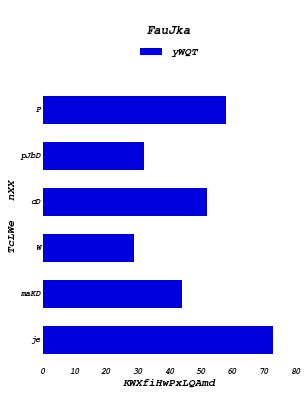 FauJka
yWQT
P
pJbD
cD
W
maKD
je
TcLWe nXX
0 10 20 30 40 50 60 70 80
KWXfiHwPxLQAmd